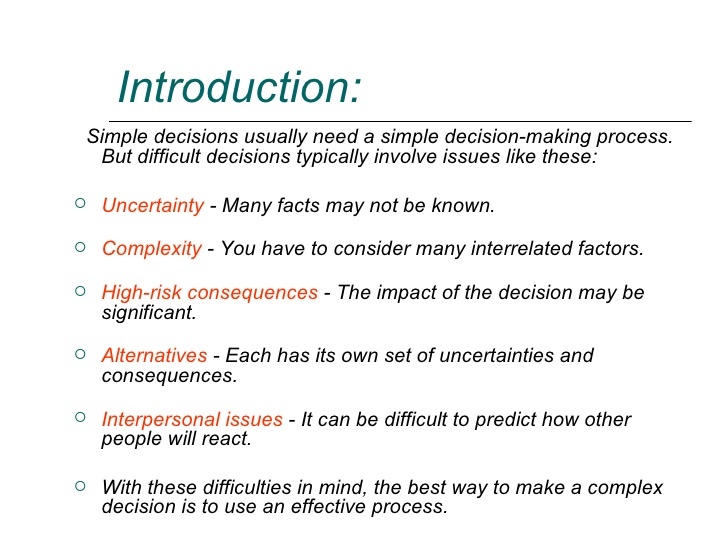 Introduction:
Simple decisions usually need a simple decision-making process.
But difficult decisions typically involve issues like these:
Uncertainty - Many facts may not be known.
Complexity - You have to consider many interrelated factors.
High-risk consequences - The impact of the decision may be
significant.
Alternatives - Each has its own set of uncertainties and
consequences.
Interpersonal issues - It can be difficult to predict how other
people will react.
With these difficulties in mind, the best way to make a complex
decision is to use an effective process.